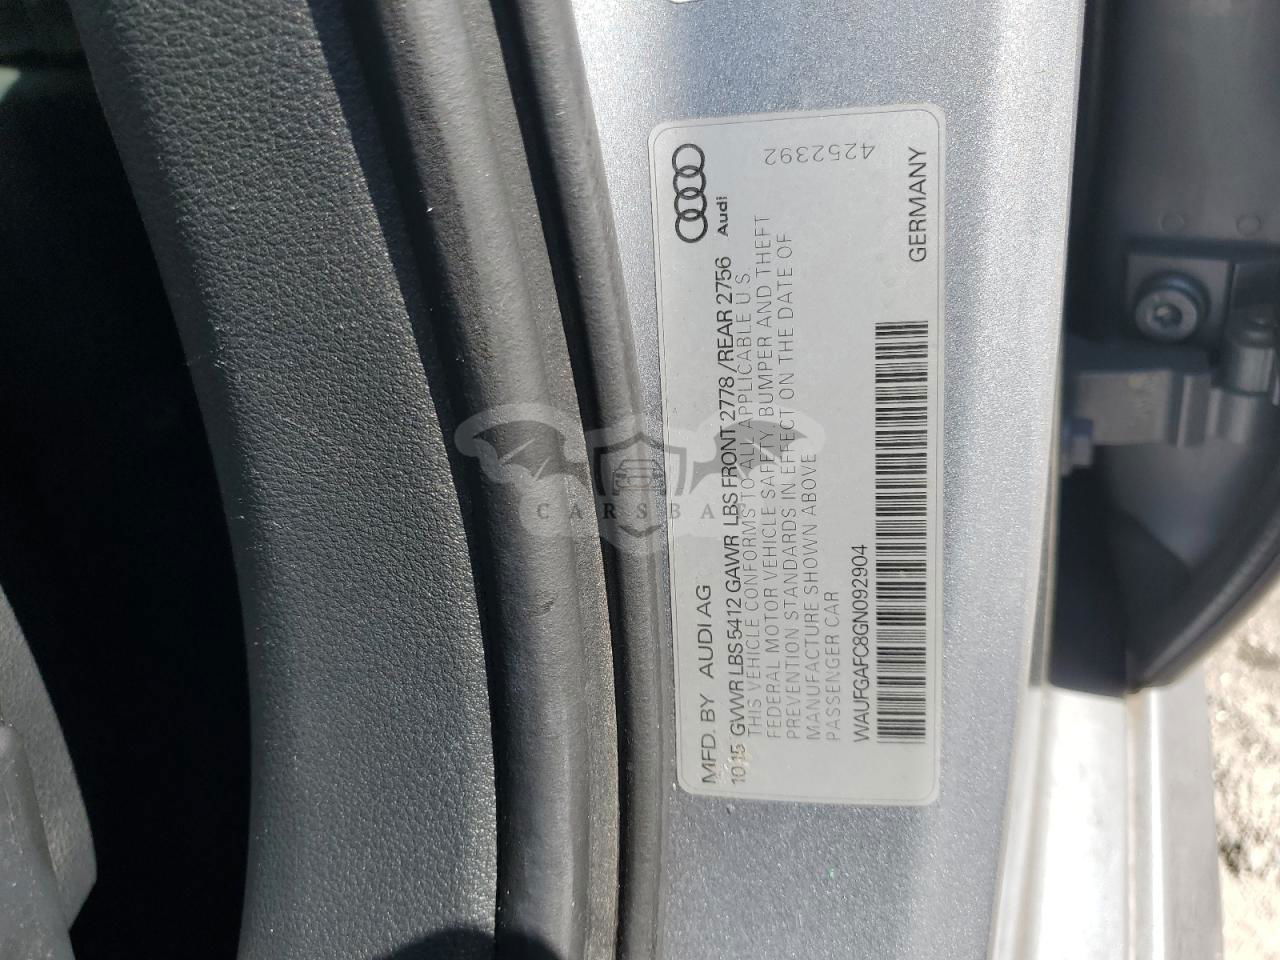 MFD. BY AUDI AG
Audi
10 15 GVWR LBS 5412 GAWR LBS FRONT 2778 / REAR 2756
THIS VEHICLE CONFORMS TO ALL APPLICABLE U S
FEDERAL MOTOR VEHICLE SAFETY, BUMPER AND THEFT
PREVENTION STANDARDS IN EFFECT ON THE DATE OF
MANUFACTURE SHOWN ABOVE
PASSENGER CAR
4252392
WAUFGAFC8GN092904
GERMANY
CARSBA